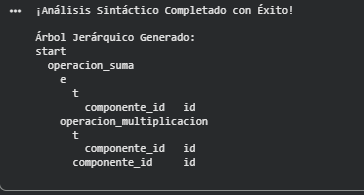 ••• ¡Análisis Sintáctico Completado con Éxito!
Árbol Jerárquico Generado:
start
  operacion_suma
    e
      t
        componente_id   id
    operacion_multiplicacion
      t
        componente_id   id
      componente_id     id